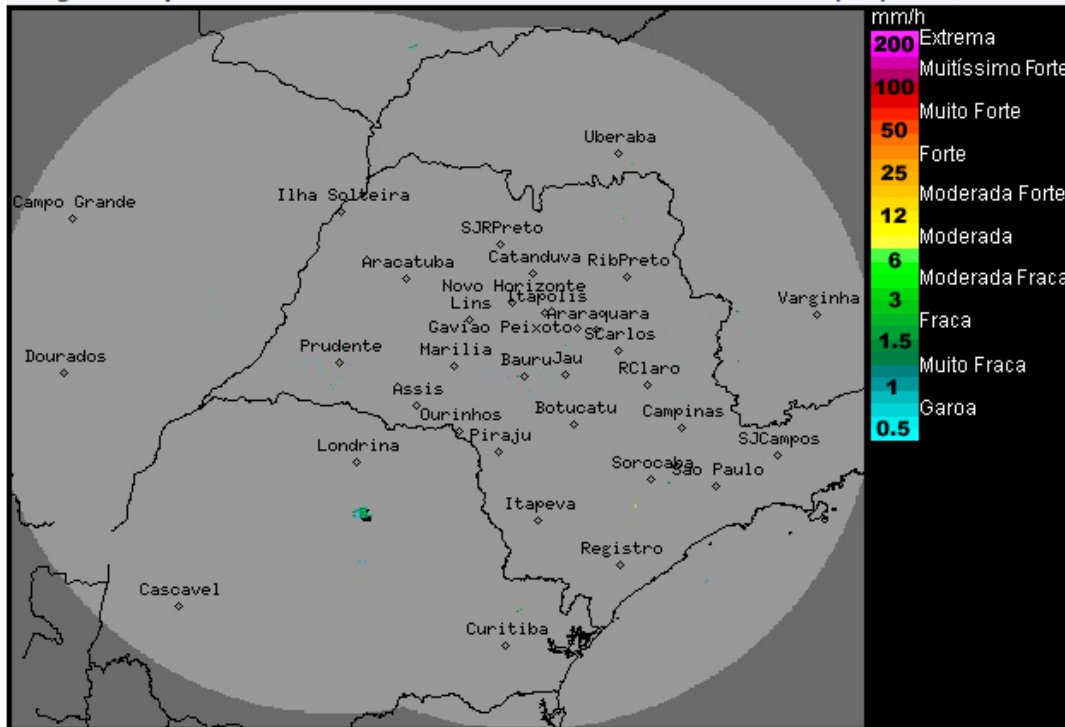 mm/h
200 Extrema
Muitíssimo Forte
100
Muito Forte
50
Forte
25
Moderada Forte
12
Moderada
6
Moderada Fraca
3
Fraca
1.5
Muito Fraca
1
Garoa
0.5
Uberaba
Campo Grande
Ilha Solteira
SJRPreto
Catanduva
RibPreto
Aracatuba
Novo Horizonte
Itapolis
Lins
Araraquara
Varginha
Gaviao Peixoto
SCarlos
Dourados
Prudente
Marilia
Bauru
Jau
RClaro
Assis
Ourinhos
Botucatu
Campinas
Piraju
Londrina
SJCampos
Sorocaba
Sao Paulo
Itapeva
Registro
Cascavel
Curitiba